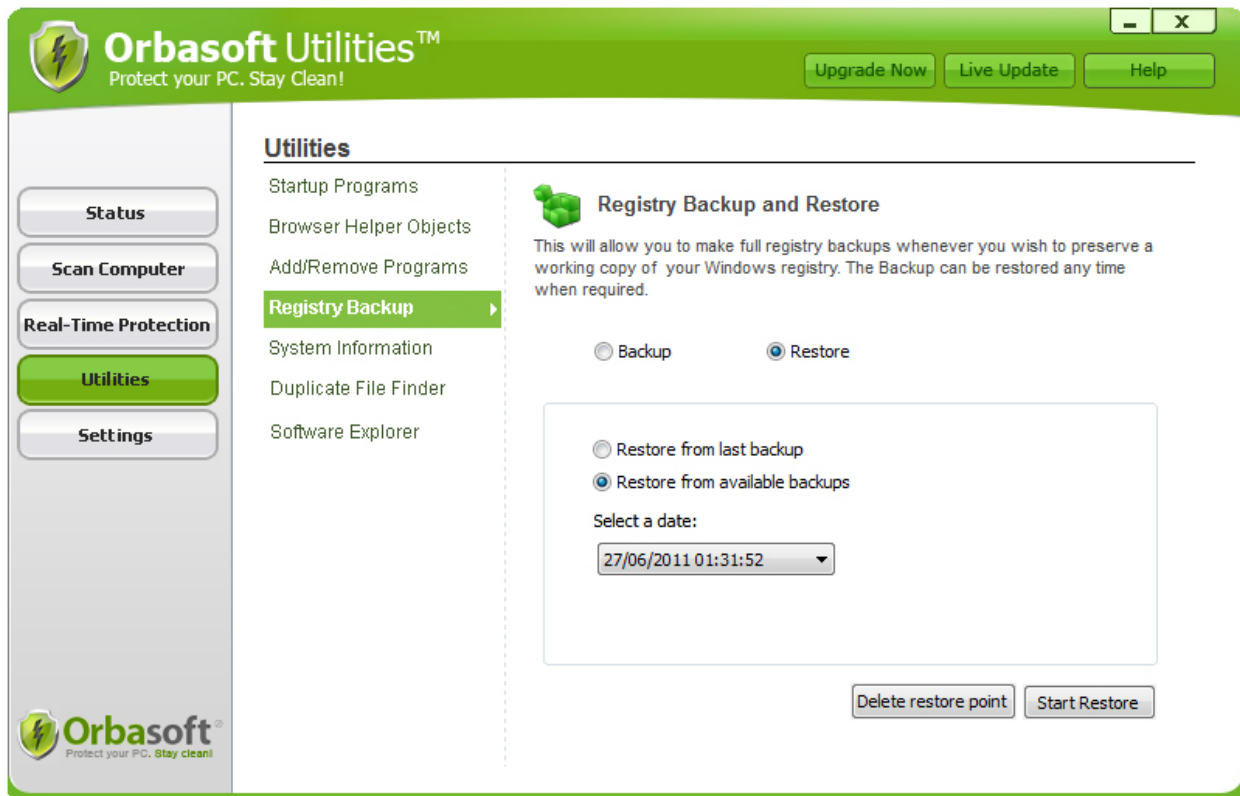 Orbasoft Utilities™
Protect your PC. Stay Clean!
X
Upgrade Now
Live Update
Help
Status
Scan Computer
Real-Time Protection
Utilities
Settings
Utilities
Startup Programs
Browser Helper Objects
Add/Remove Programs
Registry Backup
System Information
Duplicate File Finder
Software Explorer
Registry Backup and Restore
This will allow you to make full registry backups whenever you wish to preserve a
working copy of your Windows registry. The Backup can be restored any time
when required.
Backup
Restore
Restore from last backup
Restore from available backups
Select a date:
27/06/2011 01:31:52
Delete restore point
Start Restore
Orbasoft®
Protect your PC. Stay clean!